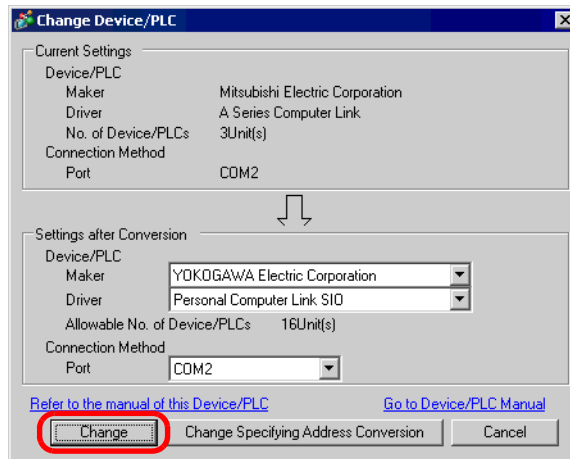 Change Device/PLC
Current Settings
Device/PLC
Maker Mitsubishi Electric Corporation
Driver A Series Computer Link
No. of Device/PLCs 3Unit(s)
Connection Method
Port COM2
Settings after Conversion
Device/PLC
Maker YOKOGAWA Electric Corporation
Driver Personal Computer Link SIO
Allowable No. of Device/PLCs 16Unit(s)
Connection Method
Port COM2
Refer to the manual of this Device/PLC Go to Device/PLC Manual
Change Change Specifying Address Conversion Cancel